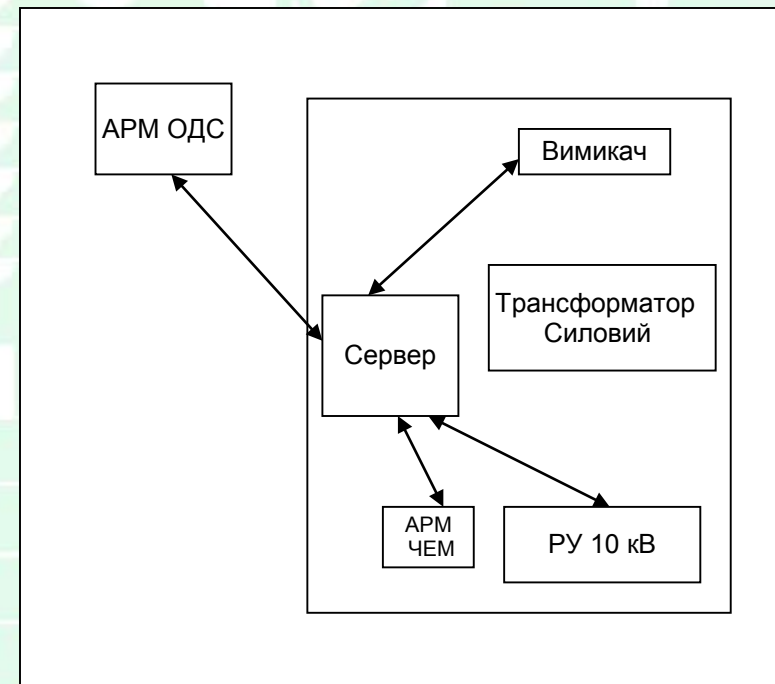 АРМ ОДС
Вимикач
Трансформатор
Силовий
Сервер
АРМ
ЧЕМ
РУ 10 кВ